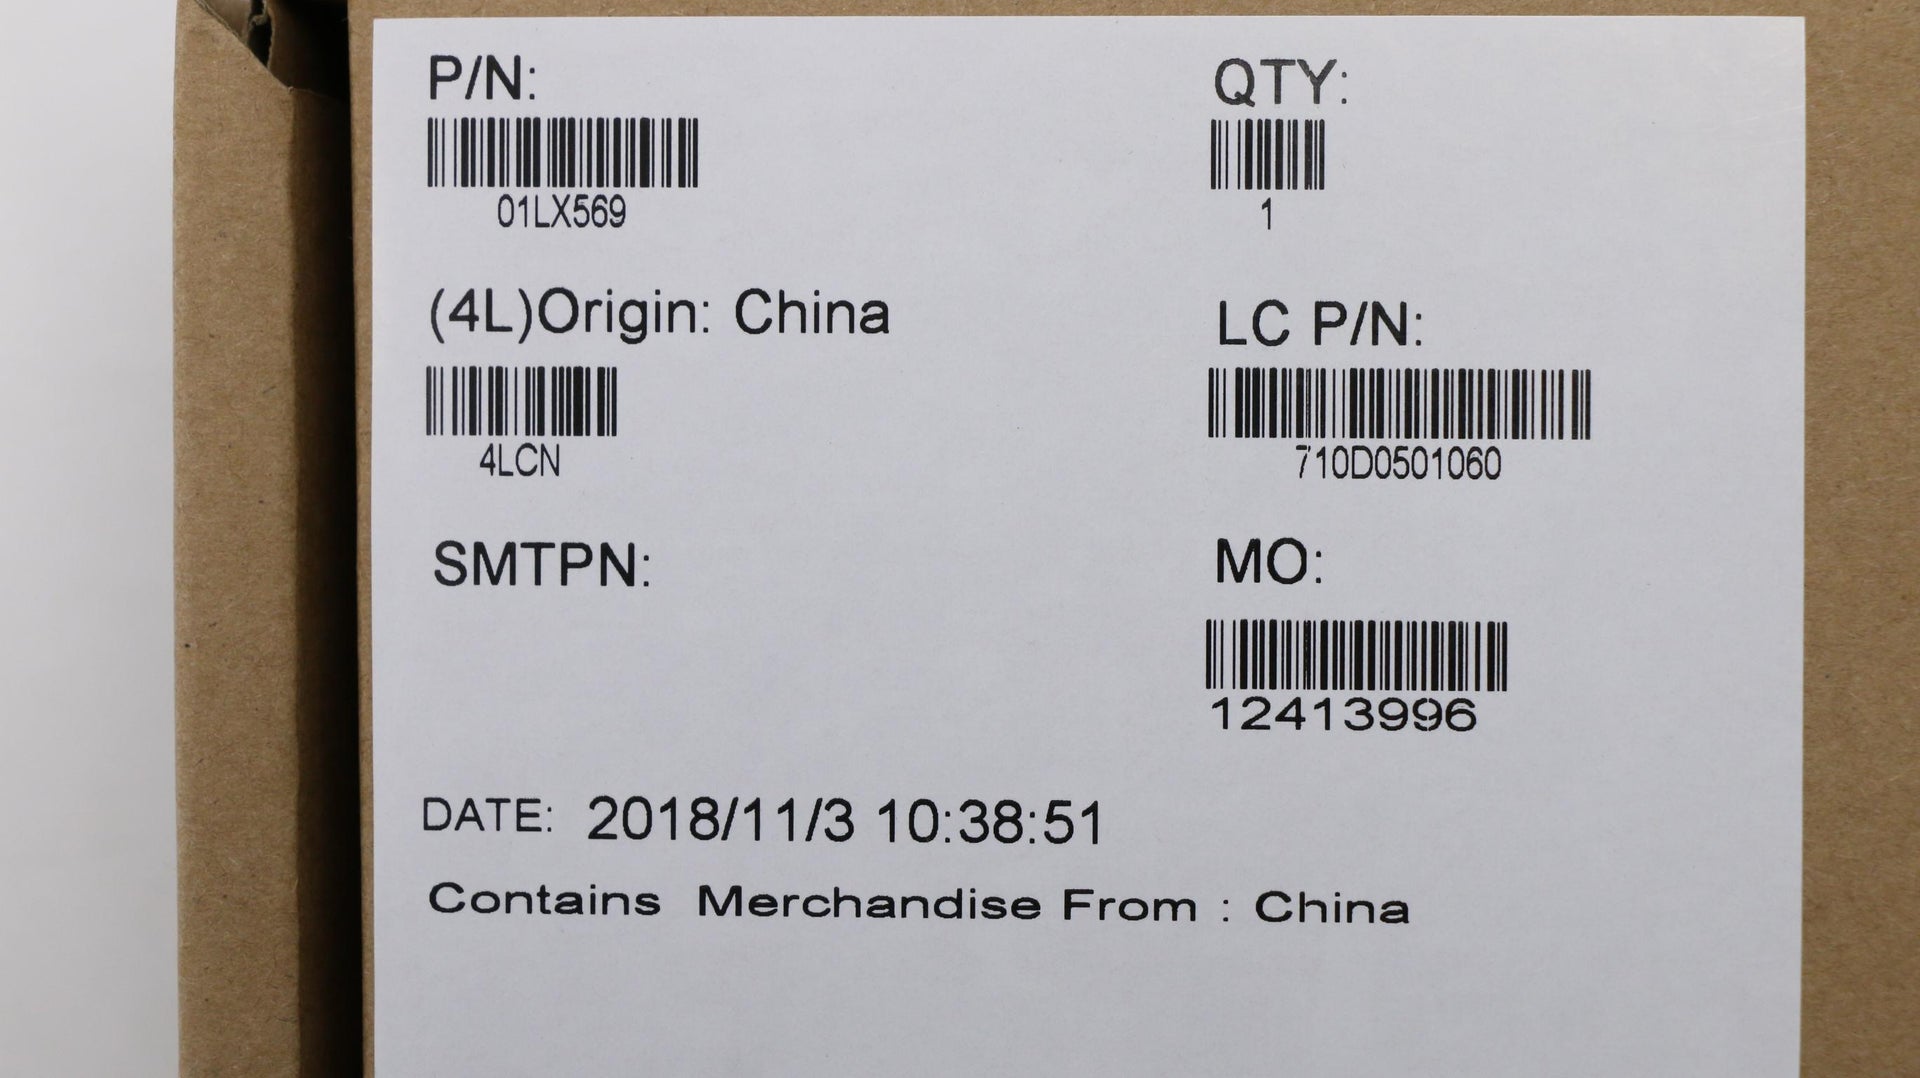 P/N:
01LX569
QTY:
1
(4L)Origin: China
4LCN
LC P/N:
710D0501060
SMTPN:
MO:
12413996
DATE: 2018/11/3 10:38:51
Contains Merchandise From : China